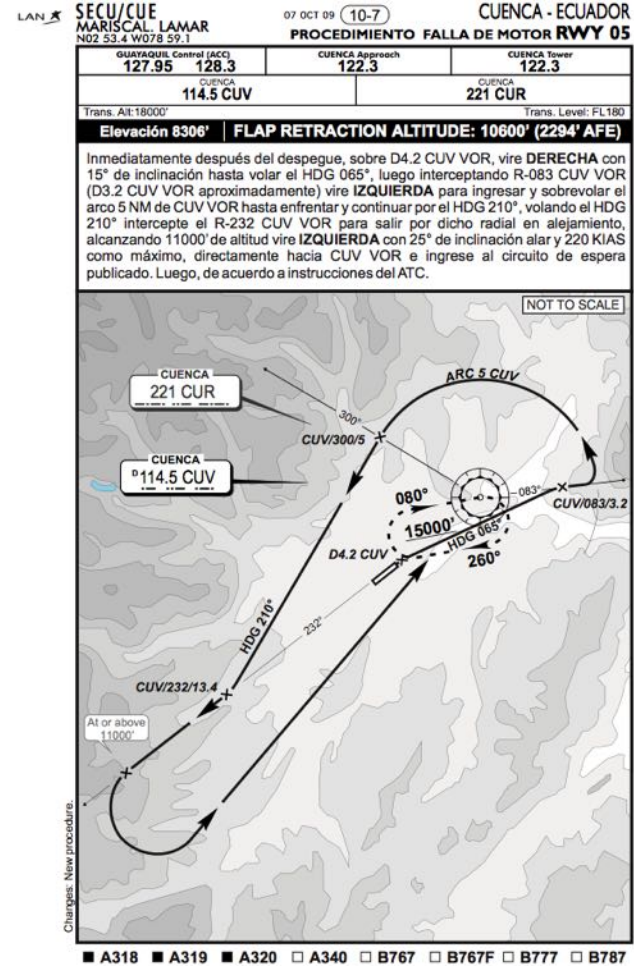 LAN SECU/CUE 07 OCT 09 10-7 CUENCA - ECUADOR
MARISCAL. LAMAR PROCEDIMIENTO FALLA DE MOTOR RWY 05
N02 53.4 W078 59.1
GUAYAQUIL Control (ACC) CUENCA Approach CUENCA Tower
127.95 128.3 122.3 122.3
CUENCA CUENCA
114.5 CUV 221 CUR
Trans. Alt:18000' Trans. Level: FL180
Elevación 8306' FLAP RETRACTION ALTITUDE: 10600' (2294' AFE)
Inmediatamente después del despegue, sobre D4.2 CUV VOR, vire DERECHA con
15° de inclinación hasta volar el HDG 065°, luego interceptando R-083 CUV VOR
(D3.2 CUV VOR aproximadamente) vire IZQUIERDA para ingresar y sobrevolar el
arco 5 NM de CUV VOR hasta enfrentar y continuar por el HDG 210°, volando el HDG
210° intercepte el R-232 CUV VOR para salir por dicho radial en alejamiento,
alcanzando 11000' de altitud vire IZQUIERDA con 25° de inclinación alar y 220 KIAS
como máximo, directamente hacia CUV VOR e ingrese al circuito de espera
publicado. Luego, de acuerdo a instrucciones del ATC.
NOT TO SCALE
CUENCA
221 CUR
ARC 5 CUV
300°
CUV/300/5
CUENCA
D114.5 CUV
083°
CUV/083/3.2
080°
15000'
HDG 065°
260°
D4.2 CUV
232°
HDG 210°
CUV/232/13.4
At or above
11000'
Changes: New procedure.
A318 A319 A320 A340 B767 B767F B777 B787